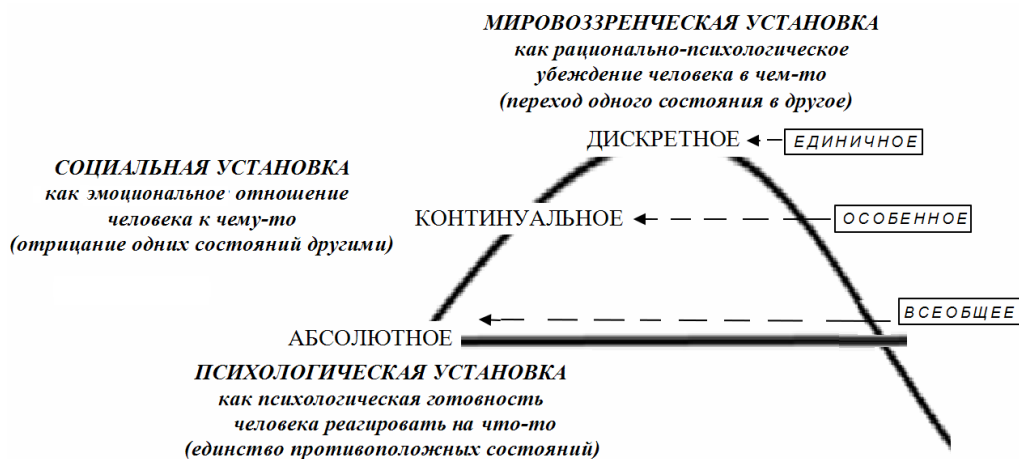 МИРОВОЗЗРЕНЧЕСКАЯ УСТАНОВКА
как рационально-психологическое
убеждение человека в чем-то
(переход одного состояния в другое)
ДИСКРЕТНОЕ
ЕДИНИЧНОЕ
СОЦИАЛЬНАЯ УСТАНОВКА
как эмоциональное отношение
человека к чему-то
(отрицание одних состояний другими)
КОНТИНУАЛЬНОЕ
ОСОБЕННОЕ
ВСЕОБЩЕЕ
АБСОЛЮТНОЕ
ПСИХОЛОГИЧЕСКАЯ УСТАНОВКА
как психологическая готовность
человека реагировать на что-то
(единство противоположных состояний)